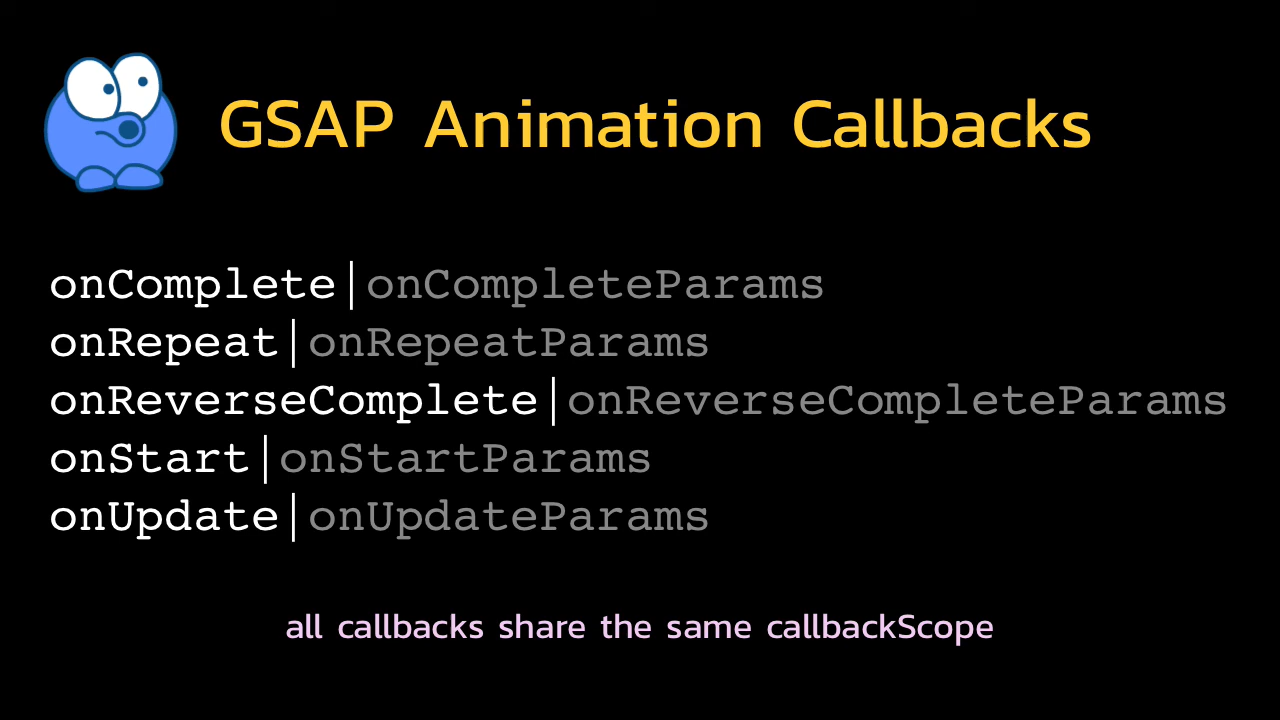 GSAP Animation Callbacks
onComplete|onCompleteParams
onRepeat|onRepeatParams
onReverseComplete|onReverseCompleteParams
onStart|onStartParams
onUpdate|onUpdateParams
all callbacks share the same callbackScope